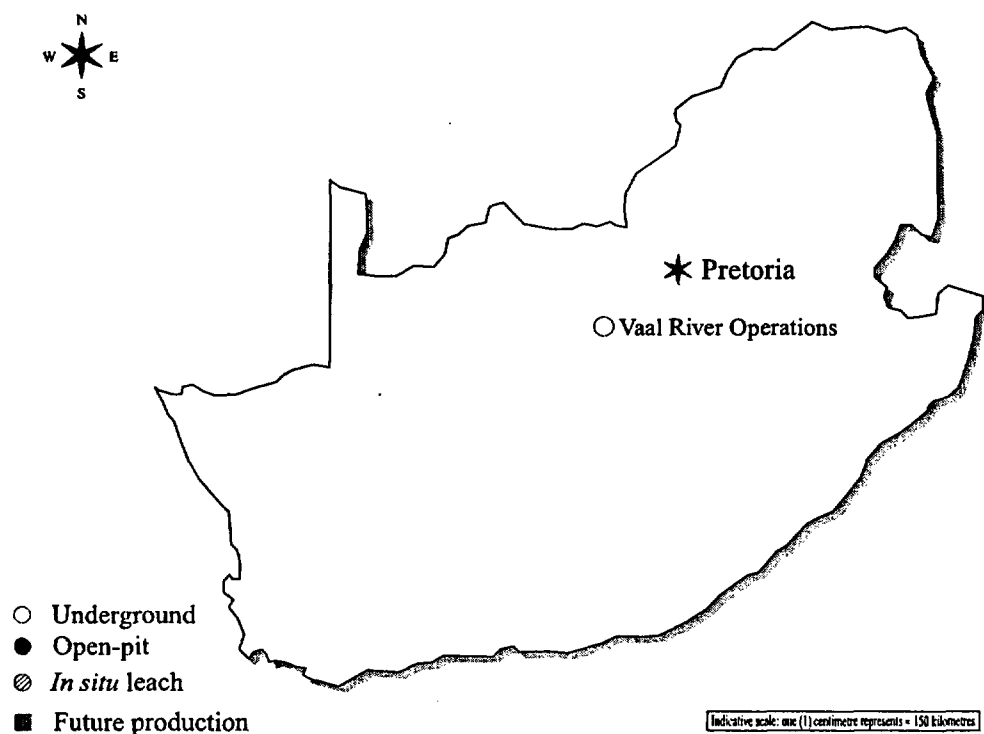 N
W E
S
Pretoria
Vaal River Operations
Underground
Open-pit
In situ leach
Future production
Indicative scale: one (1) centimetre represents = 150 kilometres